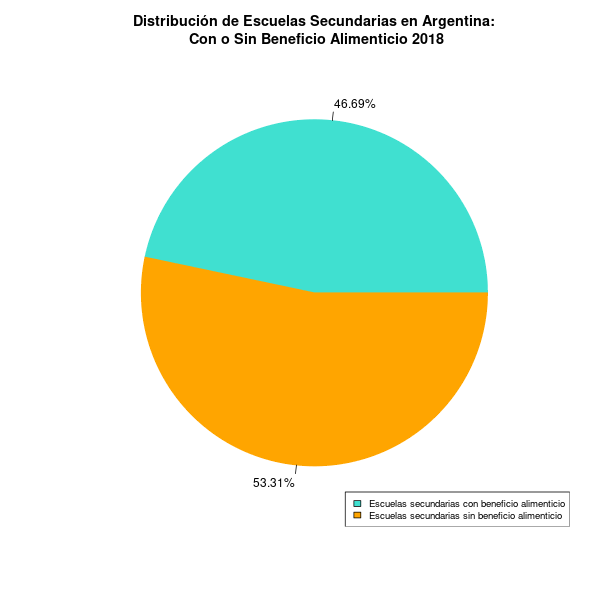 Distribución de Escuelas Secundarias en Argentina:
Con o Sin Beneficio Alimenticio 2018
46.69%
53.31%
Escuelas secundarias con beneficio alimenticio
Escuelas secundarias sin beneficio alimenticio